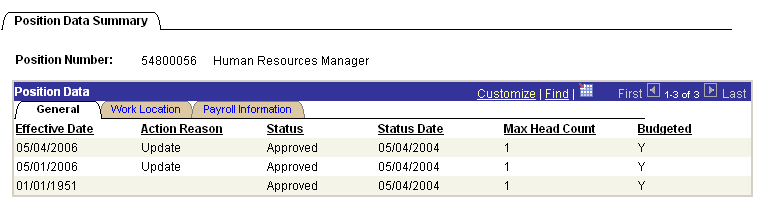 Position Data Summary
Position Number: 54800056 Human Resources Manager
Position Data Customize | Find | First 1-3 of 3 Last
General Work Location Payroll Information
Effective Date Action Reason Status Status Date Max Head Count Budgeted
05/04/2006 Update Approved 05/04/2004 1 Y
05/01/2006 Update Approved 05/04/2004 1 Y
01/01/1951 Approved 05/04/2004 1 Y